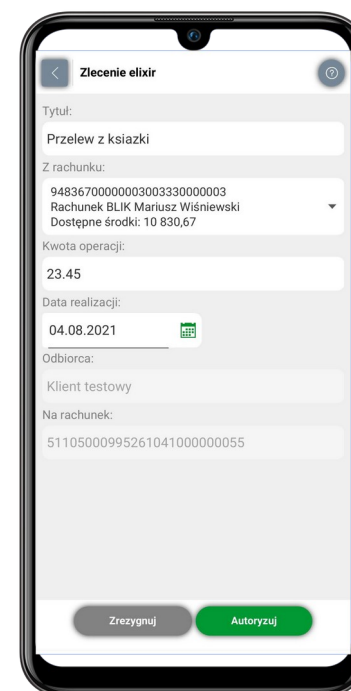 Zlecenie elixir
?
Tytuł:
Przelew z ksiazki
Z rachunku:
94836700000003003330000003
Rachunek BLIK Mariusz Wiśniewski
Dostępne środki: 10 830,67
Kwota operacji:
23.45
Data realizacji:
04.08.2021
Odbiorca:
Klient testowy
Na rachunek:
51105000995261041000000055
Zrezygnuj
Autoryzuj